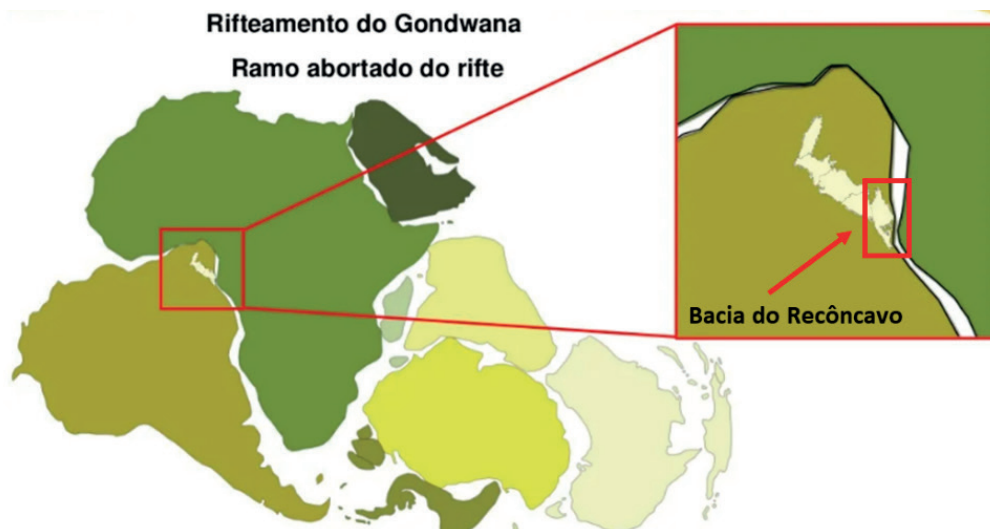 Rifteamento do Gondwana
Ramo abortado do rifte
Bacia do Recôncavo